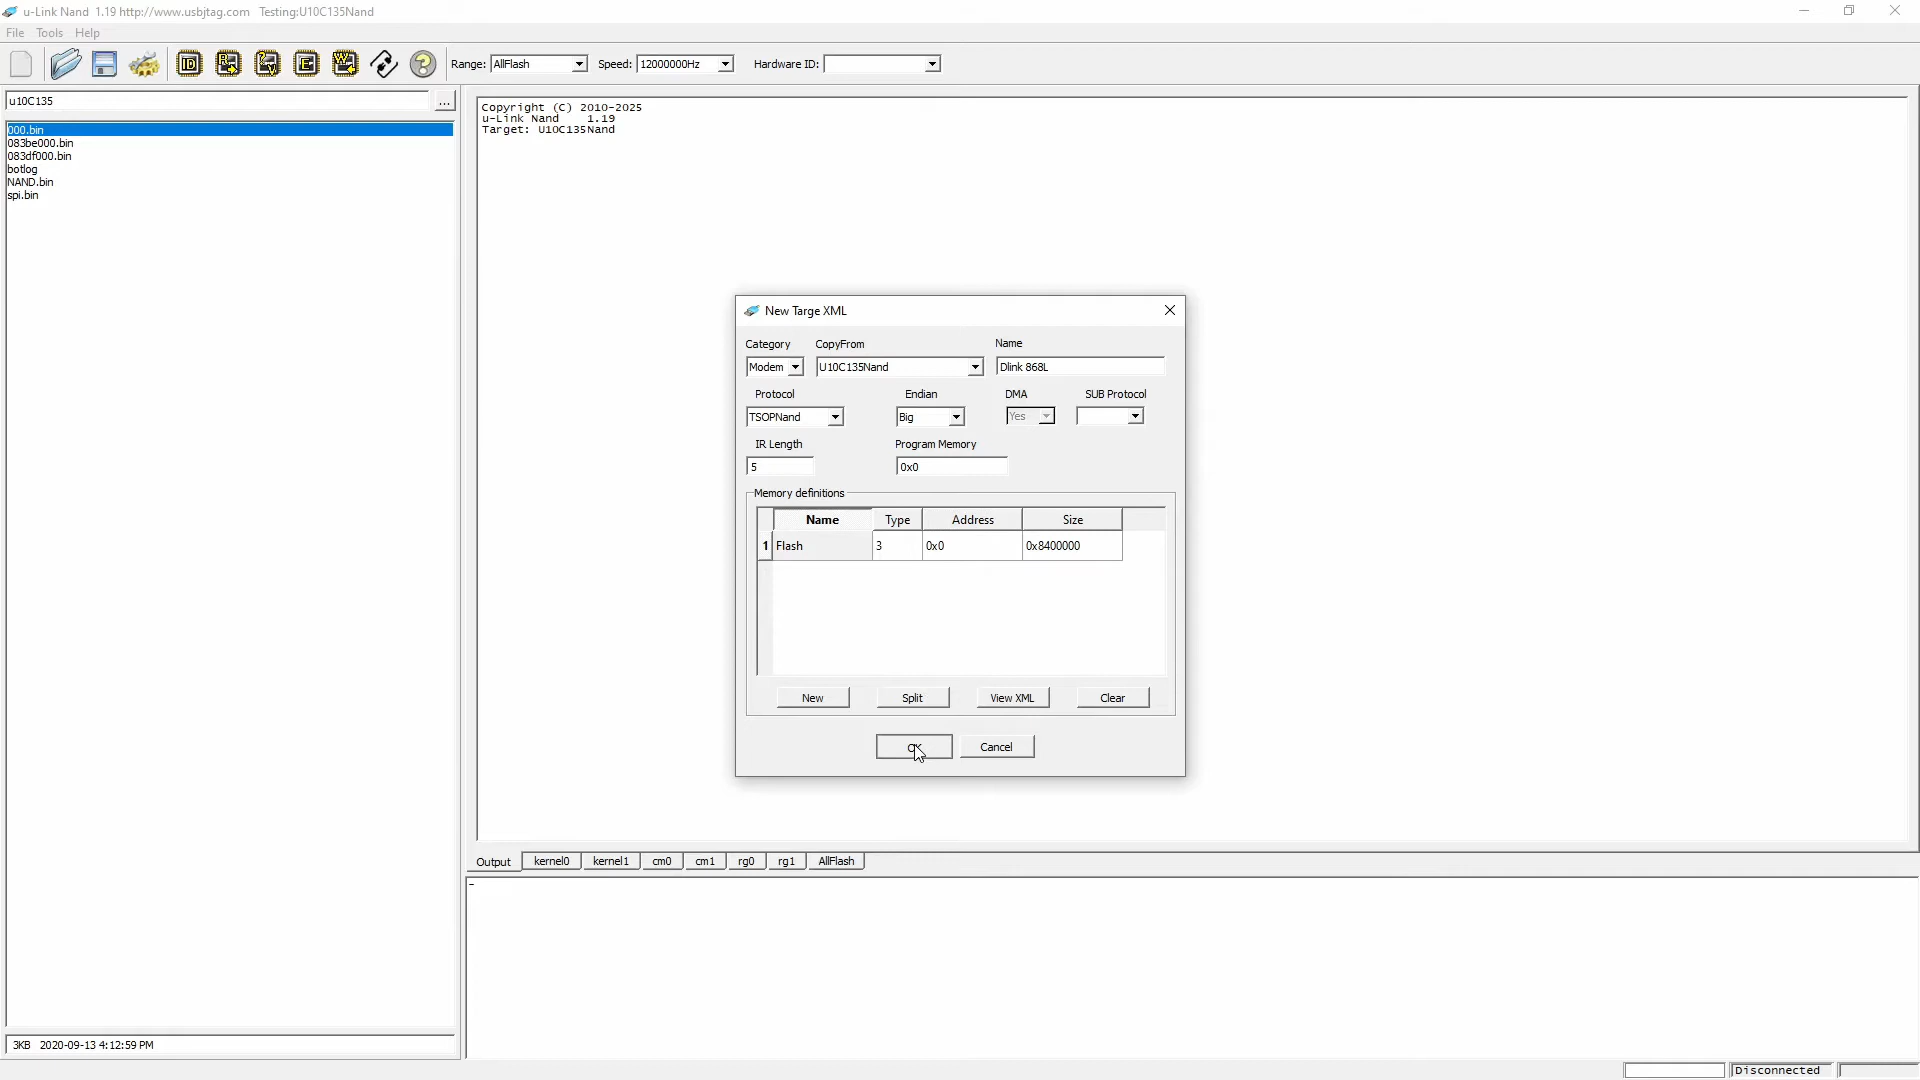 u-Link Nand 1.19 http://www.usbjtag.com Testing:U10C135Nand
File Tools Help
ID R E W Range: AllFlash Speed: 12000000Hz Hardware ID:
u10C135 ...
000.bin
083be000.bin
083df000.bin
botlog
NAND.bin
spi.bin
3KB 2020-09-13 4:12:59 PM
Copyright (C) 2010-2025
u-Link Nand 1.19
Target: U10C135Nand
New Targe XML
Category CopyFrom Name
Modem U10C135Nand Dlink 868L
Protocol Endian DMA SUB Protocol
TSOPNand Big Yes
IR Length Program Memory
5 0x0
Memory definitions
Name Type Address Size
1 Flash 3 0x0 0x8400000
New Split View XML Clear
Cancel
Output kernel0 kernel1 cm0 cm1 rg0 rg1 AllFlash
-
Disconnected